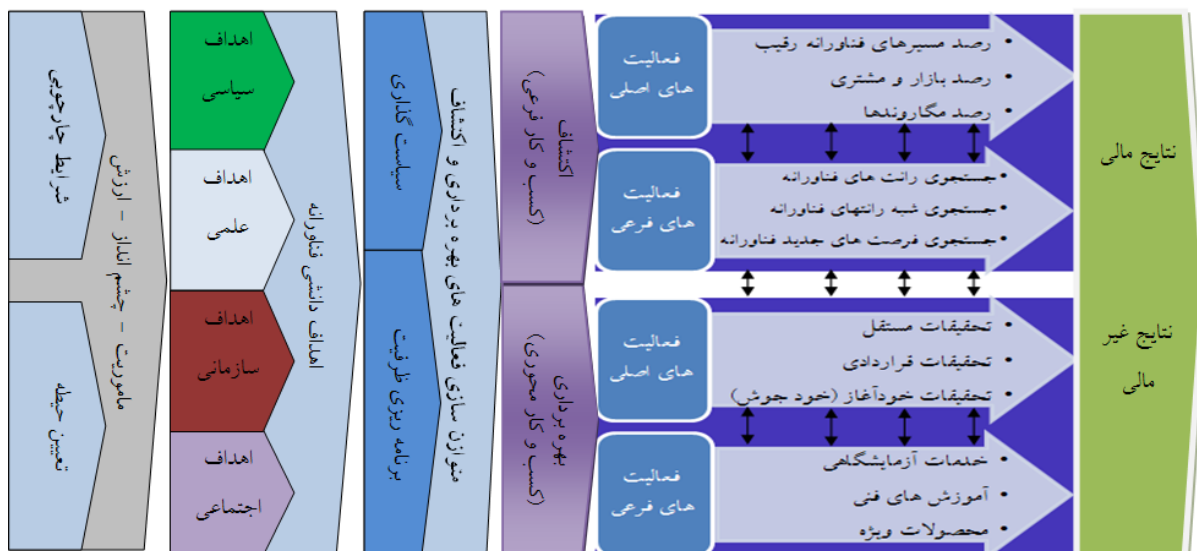 شرایط چارچوبی
تعیین حیطه
ماموریت – چشم انداز – ارزش
اهداف
سیاسی
اهداف
علمی
اهداف
سازمانی
اهداف
اجتماعی
اهداف دانشی فناورانه
سیاست گذاری
برنامه ریزی ظرفیت
متوازن سازی فعالیت های بهره برداری و اکتشاف
اکتشاف
(کسب و کار فرعی)
بهره برداری
(کسب و کار محوری)
فعالیت
های اصلی
• رصد مسیرهای فناورانه رقیب
• رصد بازار و مشتری
• رصد مگاروندها
فعالیت
های فرعی
• جستجوی رانت های فناورانه
• جستجوی شبه رانتهای فناورانه
• جستجوی فرصت های جدید فناورانه
فعالیت
های اصلی
• تحقیقات مستقل
• تحقیقات قراردادی
• تحقیقات خودآغاز (خود جوش)
فعالیت
های فرعی
• خدمات آزمایشگاهی
• آموزش های فنی
• محصولات ویژه
نتایج مالی
نتایج غیر
مالی